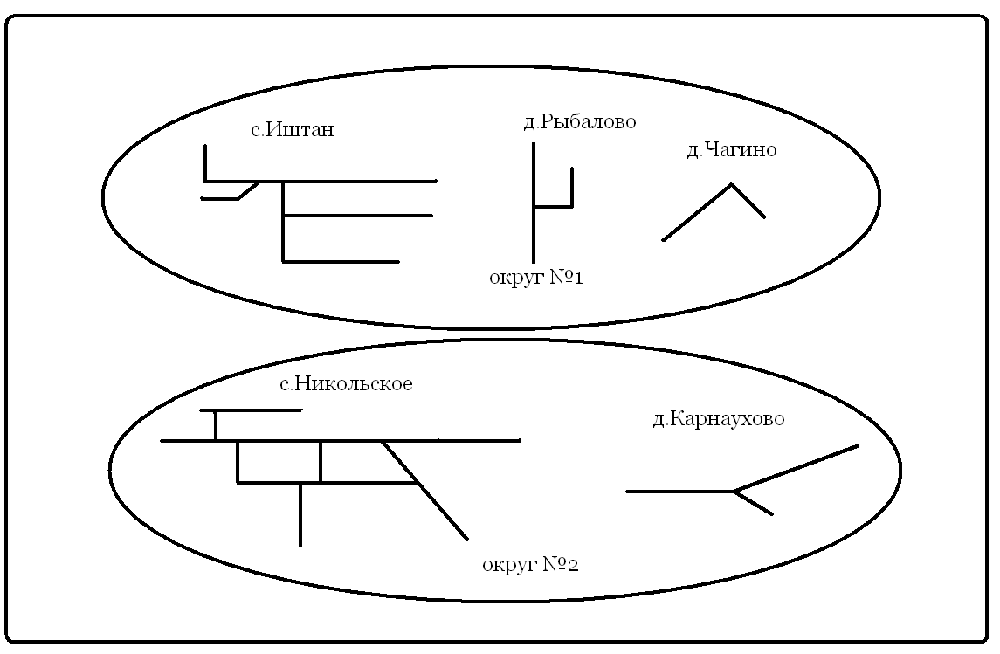 с.Иштан
д.Рыбалово
д.Чагино
округ №1
с.Никольское
д.Карнаухово
округ №2